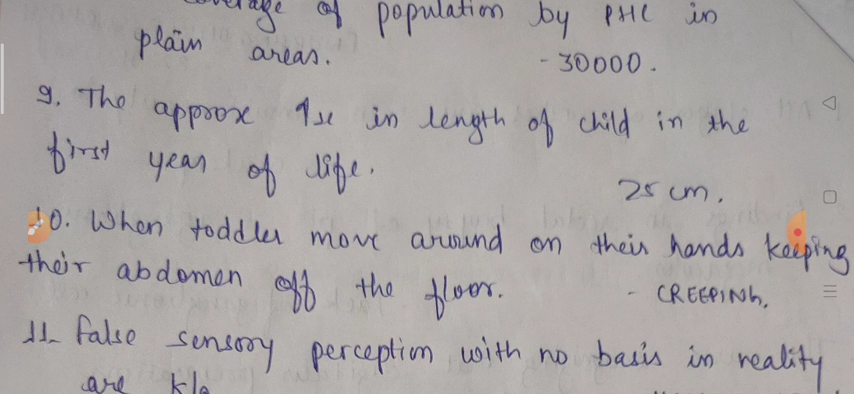 of population by PHC in
plain areas. - 30000.
9. The approx ↑se in length of child in the
first year of life.
25 cm.
10. When toddler move around on their hands keeping
their abdomen off the floor. - CREEPING.
11. False sensory perception with no basis in reality
are